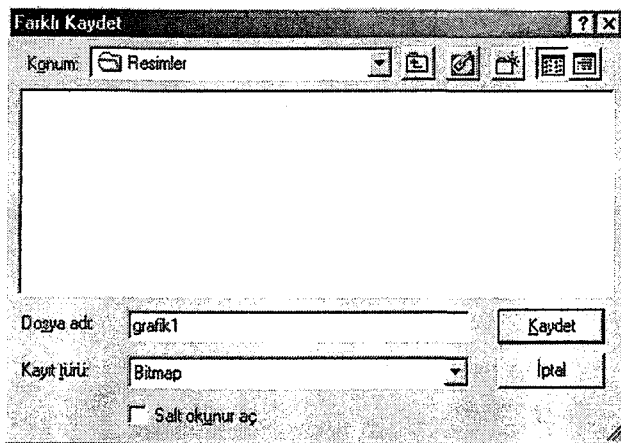 Farklı Kaydet
Konum: Resimler
Dosya adı: grafik1
Kaydet
Kayıt türü: Bitmap
İptal
Salt okunur aç